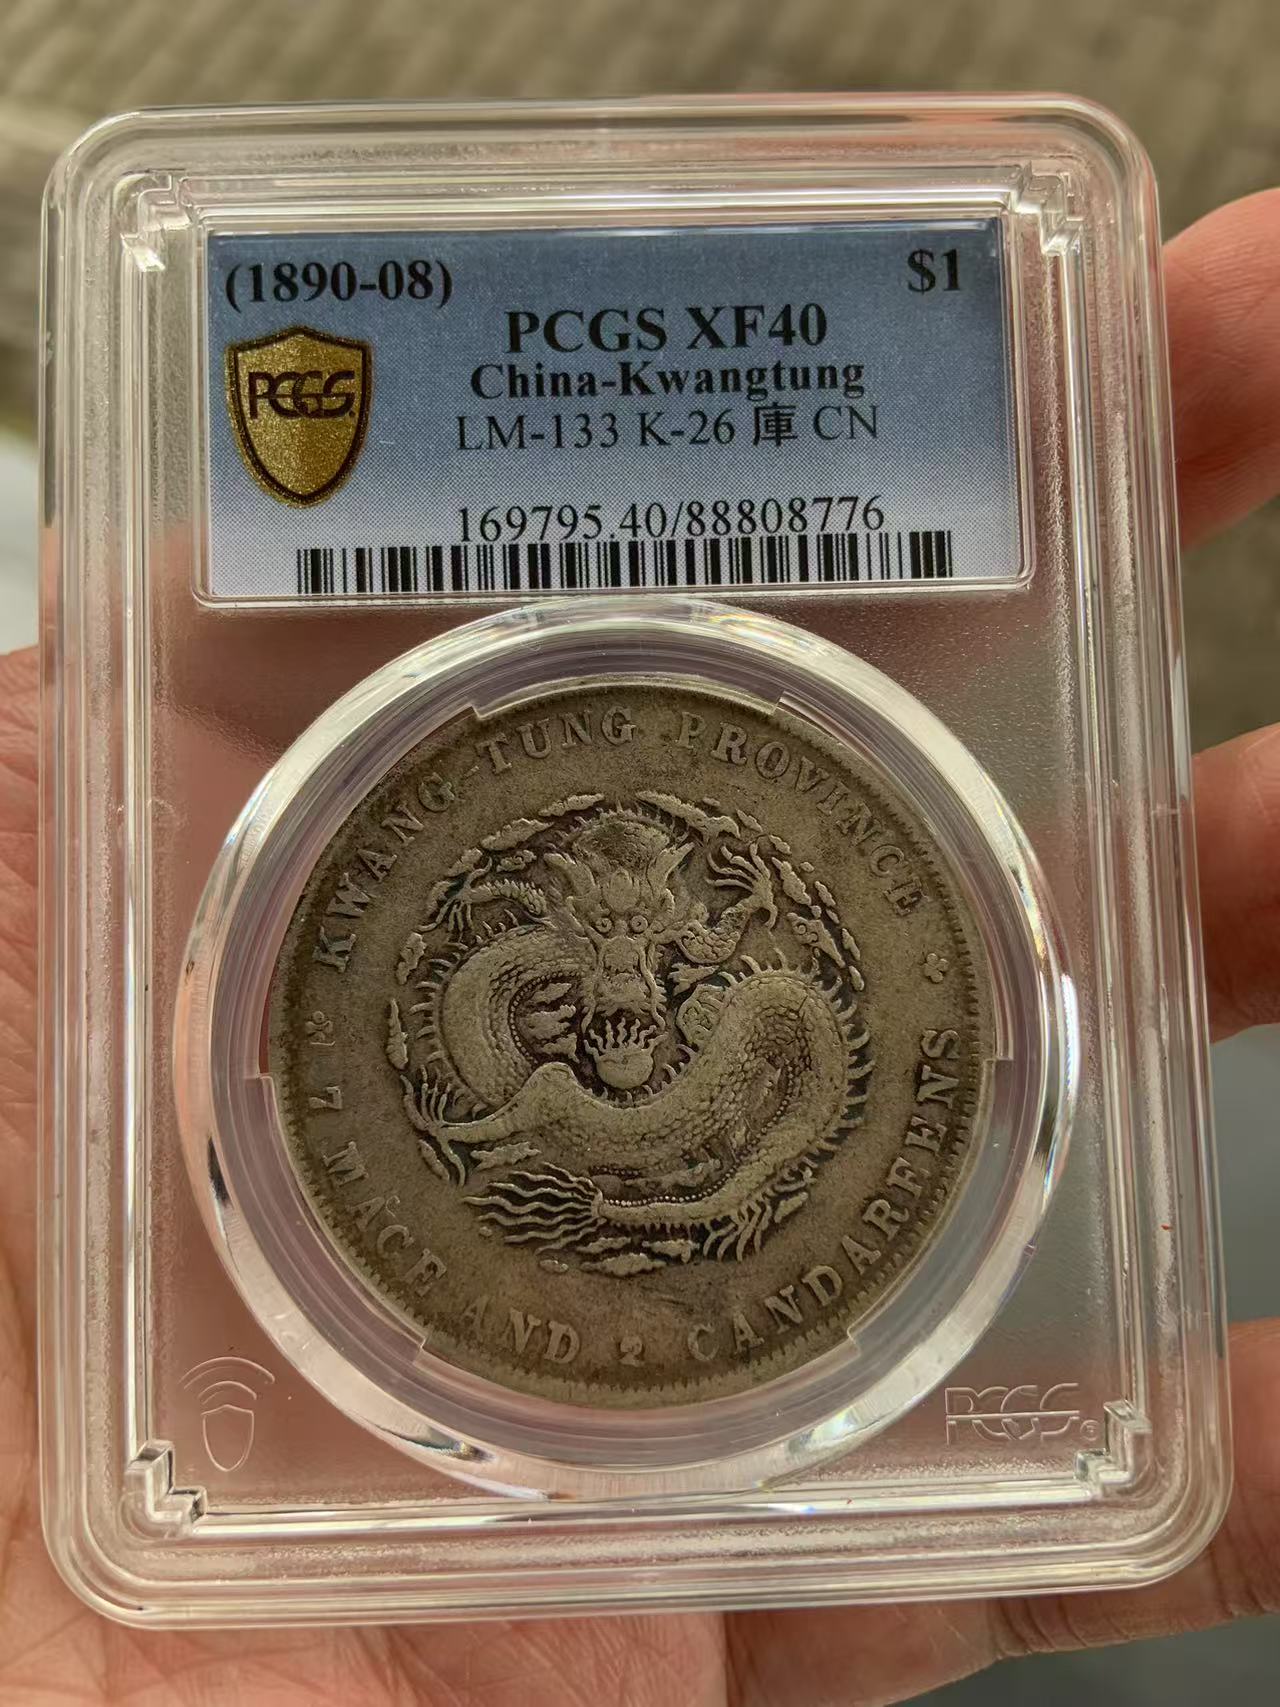 (1890-08) $1
PCGS XF40
China-Kwangtung
PCGS
LM-133 K-26 庫 CN
169795.40/88808776
KWANG-TUNG PROVINCE
7 MACE AND 2 CANDAREENS
PCGS